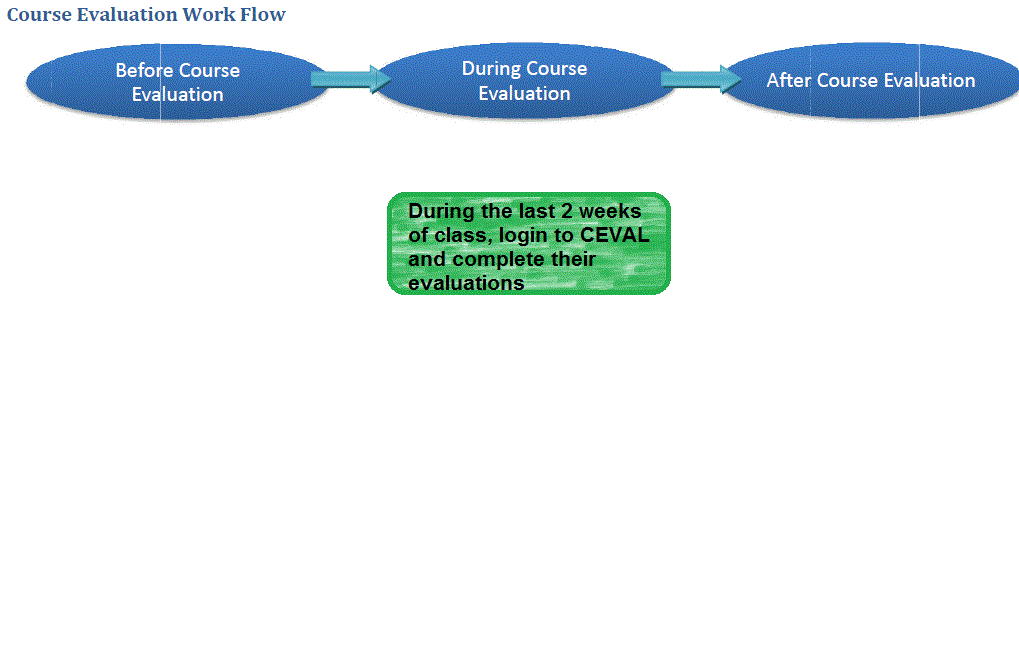 Course Evaluation Work Flow
Before Course
Evaluation
During Course
Evaluation
After Course Evaluation
During the last 2 weeks
of class, login to CEVAL
and complete their
evaluations